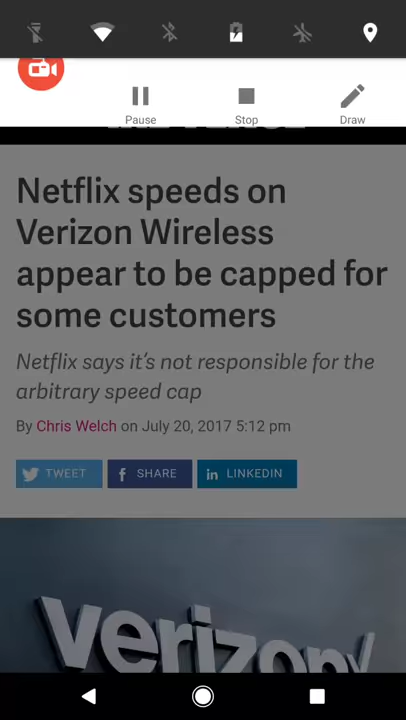 Pause
Stop
Draw
Netflix speeds on
Verizon Wireless
appear to be capped for
some customers
Netflix says it's not responsible for the
arbitrary speed cap
By Chris Welch on July 20, 2017 5:12 pm
TWEET
SHARE
LINKEDIN
verizon